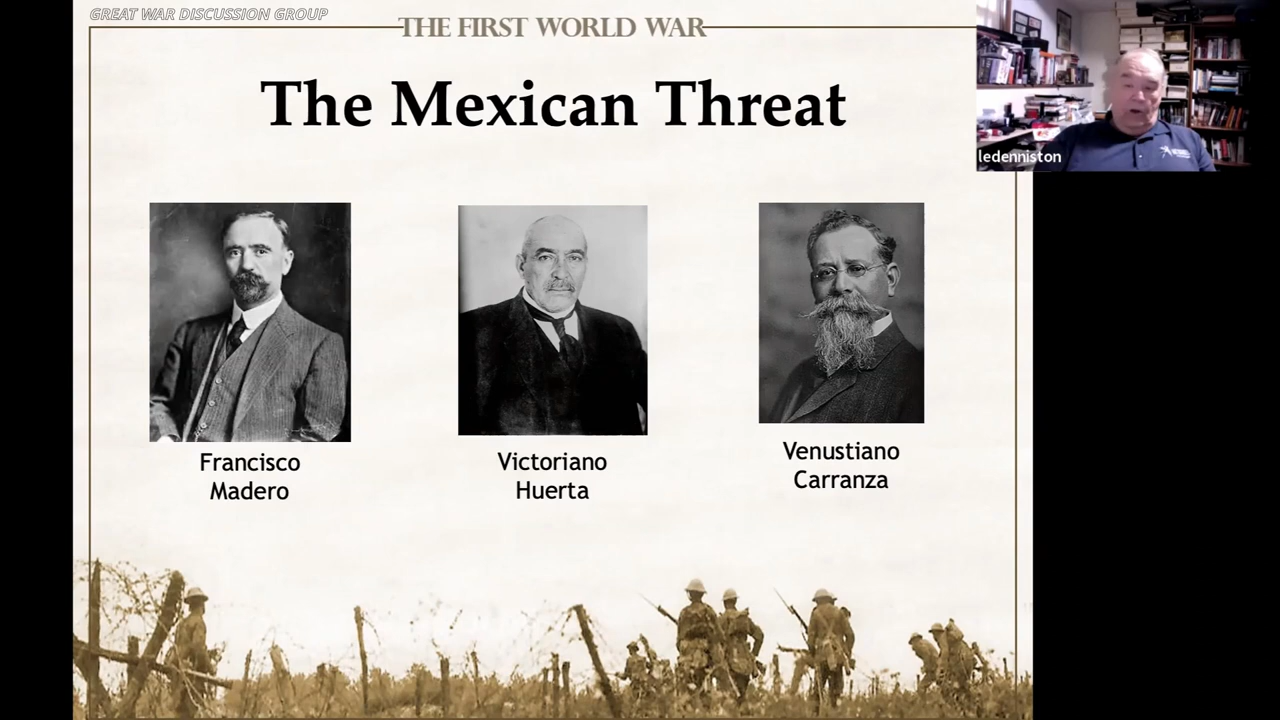 GREAT WAR DISCUSSION GROUP
THE FIRST WORLD WAR
The Mexican Threat
ledenniston
Francisco
Madero
Victoriano
Huerta
Venustiano
Carranza